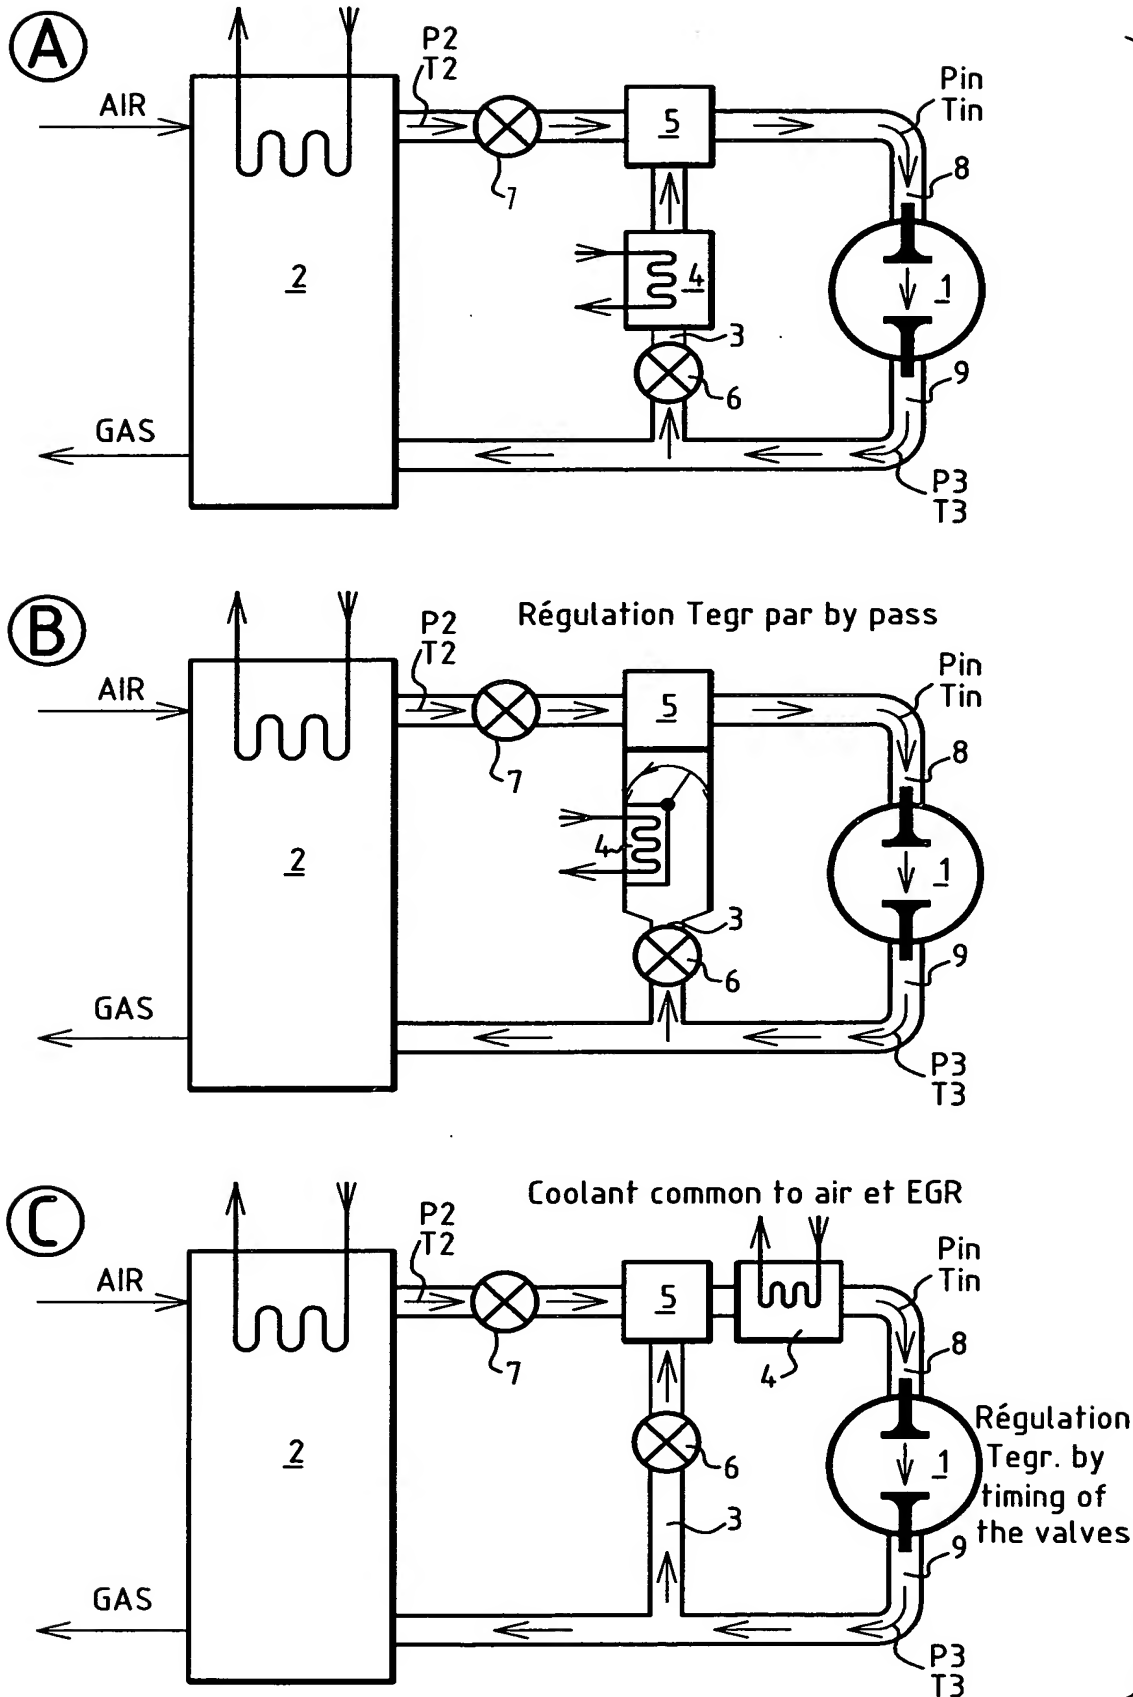 A
P2
T2
AIR
Pin
Tin
5
7
8
2
4
1
3
6
9
GAS
P3
T3
B
Régulation Tegr par by pass
P2
T2
Pin
Tin
AIR
5
8
7
2
4
1
3
6
9
GAS
P3
T3
C
Coolant common to air et EGR
P2
T2
Pin
Tin
AIR
5
8
7
4
Régulation
Tegr. by
timing of
the valves
2
1
6
3
9
GAS
P3
T3